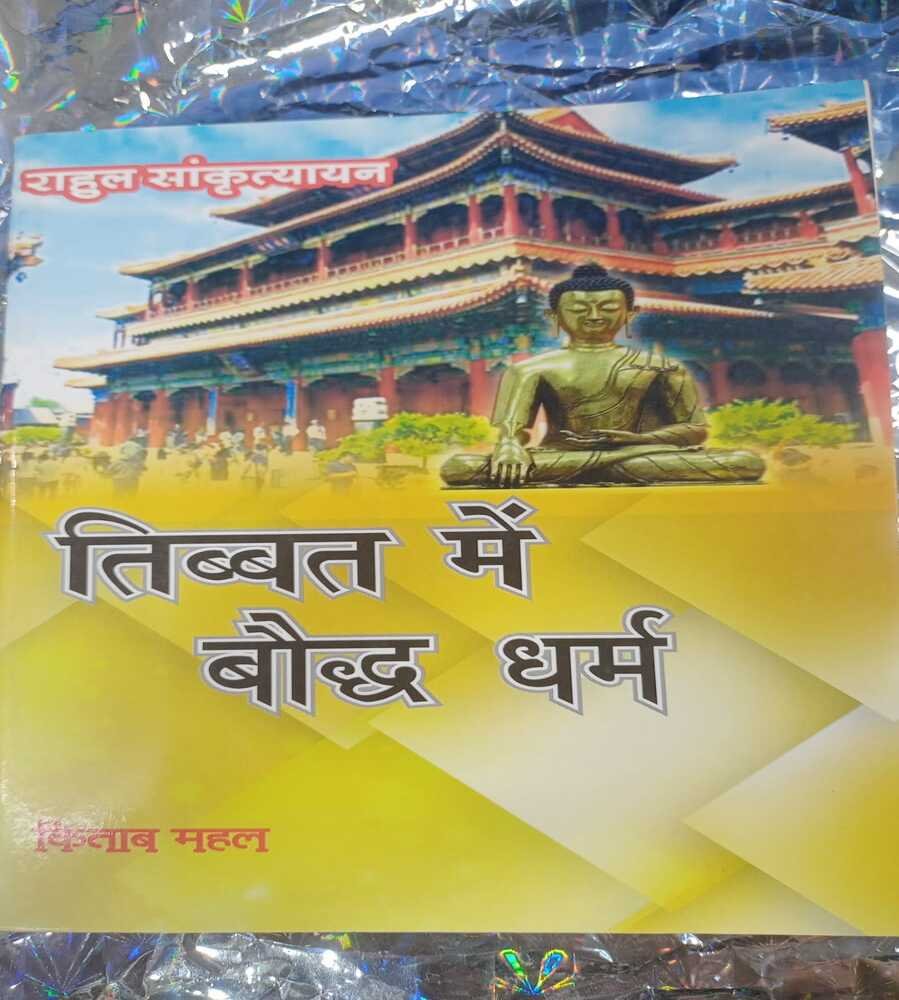 राहुल सांकृत्यायन
तिब्बत में
बौद्ध धर्म
किताब महल